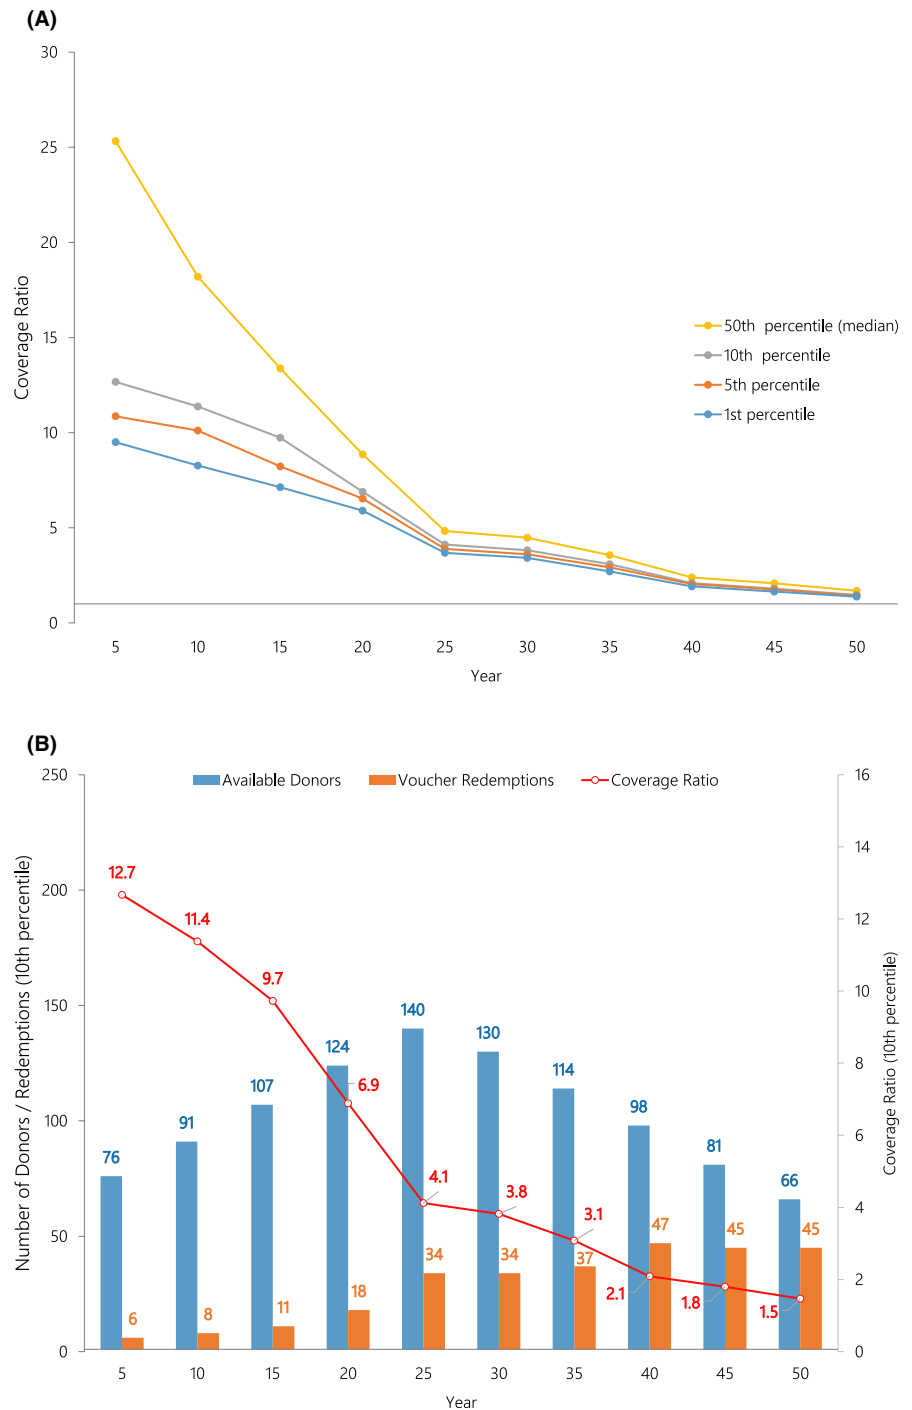 (A)
30
25
20
15
10
5
0
Coverage Ratio
50th percentile (median)
10th percentile
5th percentile
1st percentile
5 10 15 20 25 30 35 40 45 50
Year
(B)
Available Donors Voucher Redemptions Coverage Ratio
250
200
150
100
50
0
Number of Donors / Redemptions (10th percentile)
16
14
12
10
8
6
4
2
0
Coverage Ratio (10th percentile)
12.7
11.4
9.7
6.9
4.1
3.8
3.1
2.1
1.8
1.5
76 91 107 124 140 130 114 98 81 66
6 8 11 18 34 34 37 47 45 45
5 10 15 20 25 30 35 40 45 50
Year